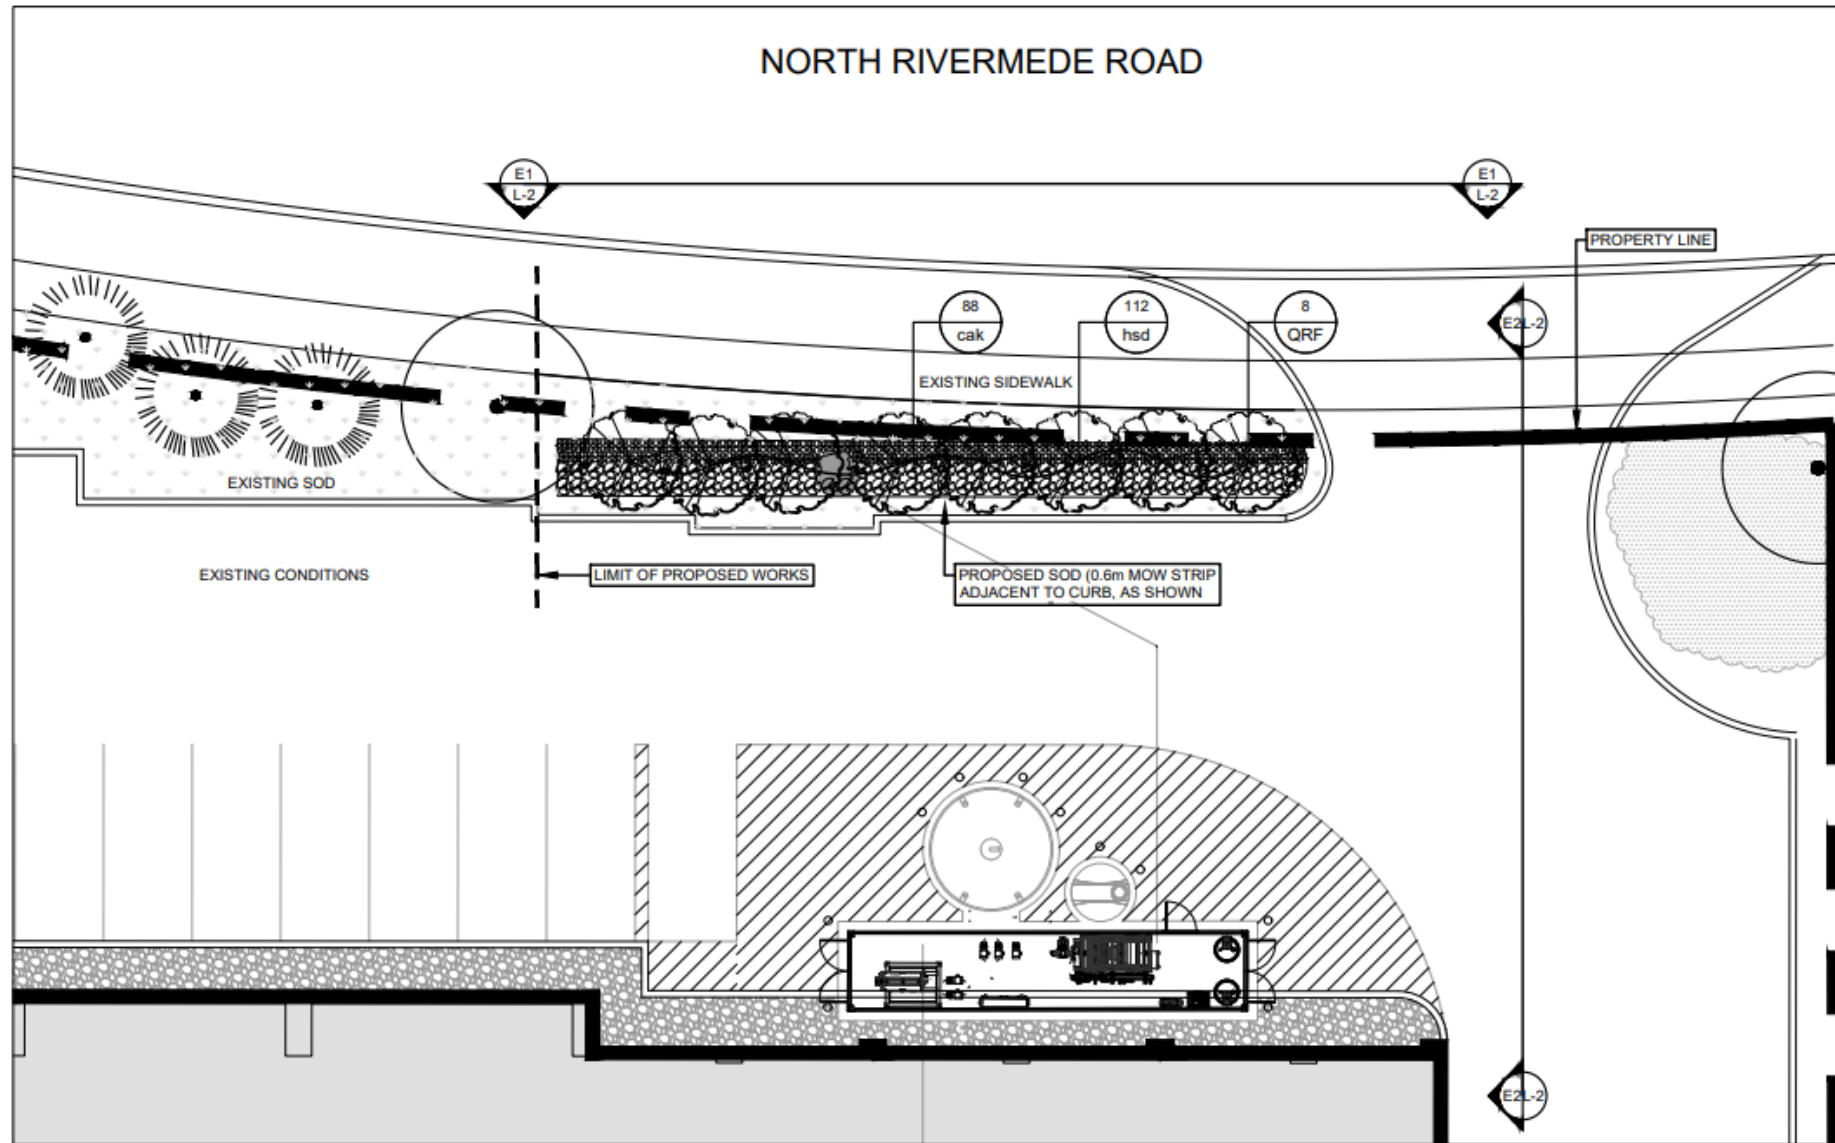 NORTH RIVERMEDE ROAD
E1
L-2
E1
L-2
PROPERTY LINE
88
cak
112
hsd
8
QRF
E2
L-2
EXISTING SIDEWALK
EXISTING SOD
EXISTING CONDITIONS
LIMIT OF PROPOSED WORKS
PROPOSED SOD (0.6m MOW STRIP
ADJACENT TO CURB, AS SHOWN
E2
L-2